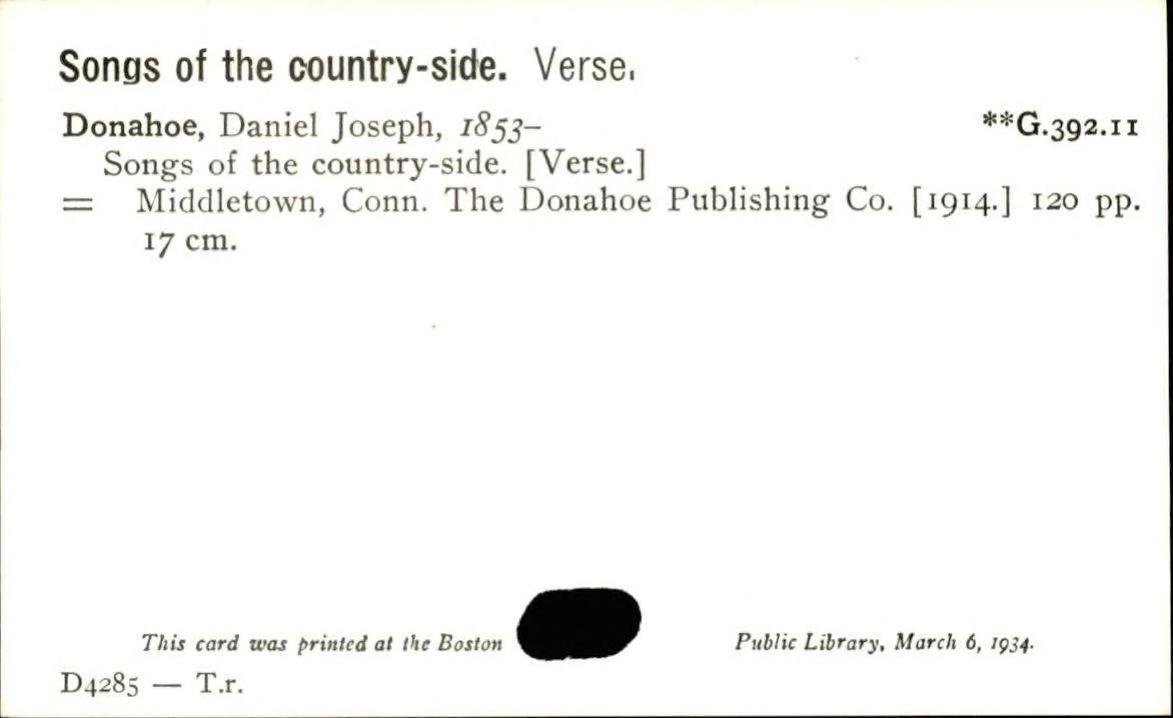 Songs of the country-side. Verse.
Donahoe, Daniel Joseph, 1853– **G.392.11
Songs of the country-side. [Verse.]
= Middletown, Conn. The Donahoe Publishing Co. [1914.] 120 pp.
17 cm.
This card was printed at the Boston Public Library, March 6, 1934.
D4285 — T.r.